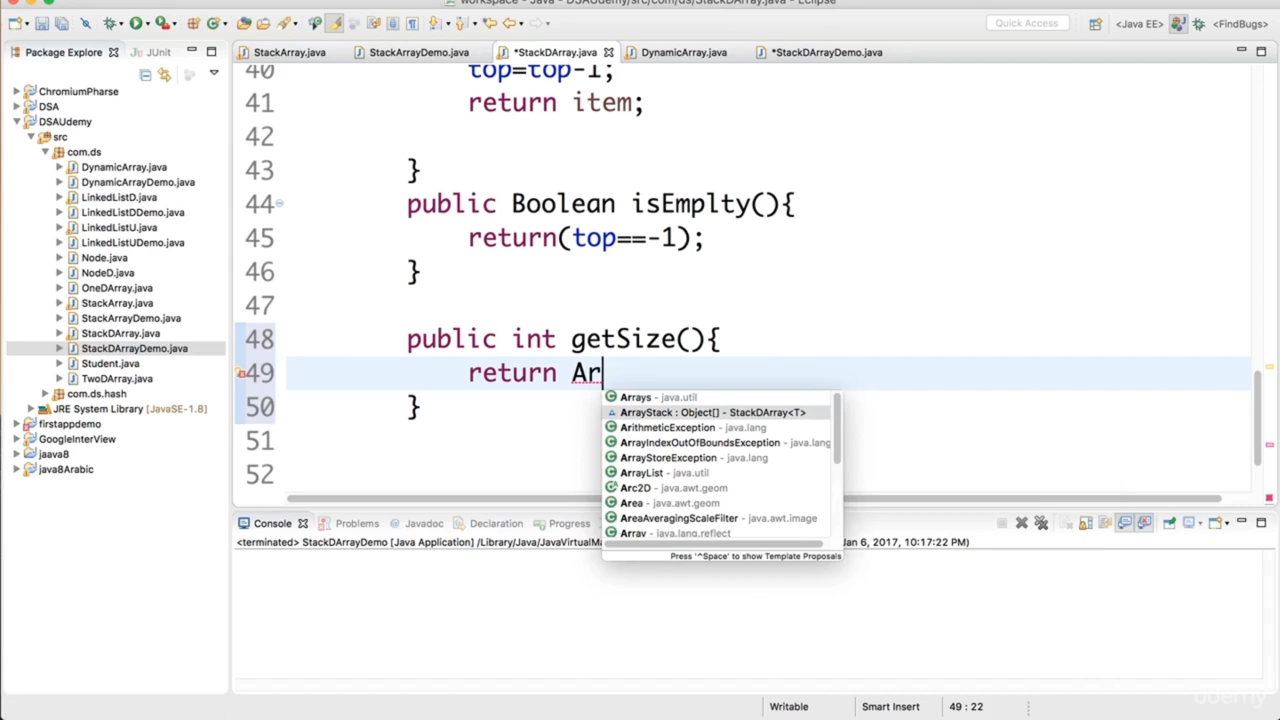 workspace - Java - DSAUdemy/src/com/ds/StackDArray.java - Eclipse
Quick Access
<Java EE>
<FindBugs>
Package Explore
JUnit
StackArray.java
StackArrayDemo.java
*StackDArray.java
DynamicArray.java
*StackDArrayDemo.java
ChromiumPharse
DSA
DSAUdemy
src
com.ds
DynamicArray.java
DynamicArrayDemo.java
LinkedListD.java
LinkedListDDemo.java
LinkedListU.java
LinkedListUDemo.java
Node.java
NodeD.java
OneDArray.java
StackArray.java
StackArrayDemo.java
StackDArray.java
StackDArrayDemo.java
Student.java
TwoDArray.java
com.ds.hash
JRE System Library [JavaSE-1.8]
firstappdemo
GoogleInterView
jaava8
java8Arabic
40 top=top-1;
41 return item;
42
43 }
44 public Boolean isEmplty(){
45 return(top==-1);
46 }
47
48 public int getSize(){
49 return Ar
50 }
51
52
Arrays - java.util
ArrayStack : Object[] - StackDArray<T>
ArithmeticException - java.lang
ArrayIndexOutOfBoundsException - java.lang
ArrayStoreException - java.lang
ArrayList - java.util
Arc2D - java.awt.geom
Area - java.awt.geom
AreaAveragingScaleFilter - java.awt.image
Array - java.lang.reflect
Press '^Space' to show Template Proposals
Console
Problems
Javadoc
Declaration
Progress
<terminated> StackDArrayDemo [Java Application] /Library/Java/JavaVirtualMa
Jan 6, 2017, 10:17:22 PM)
Writable
Smart Insert
49 : 22
udemy